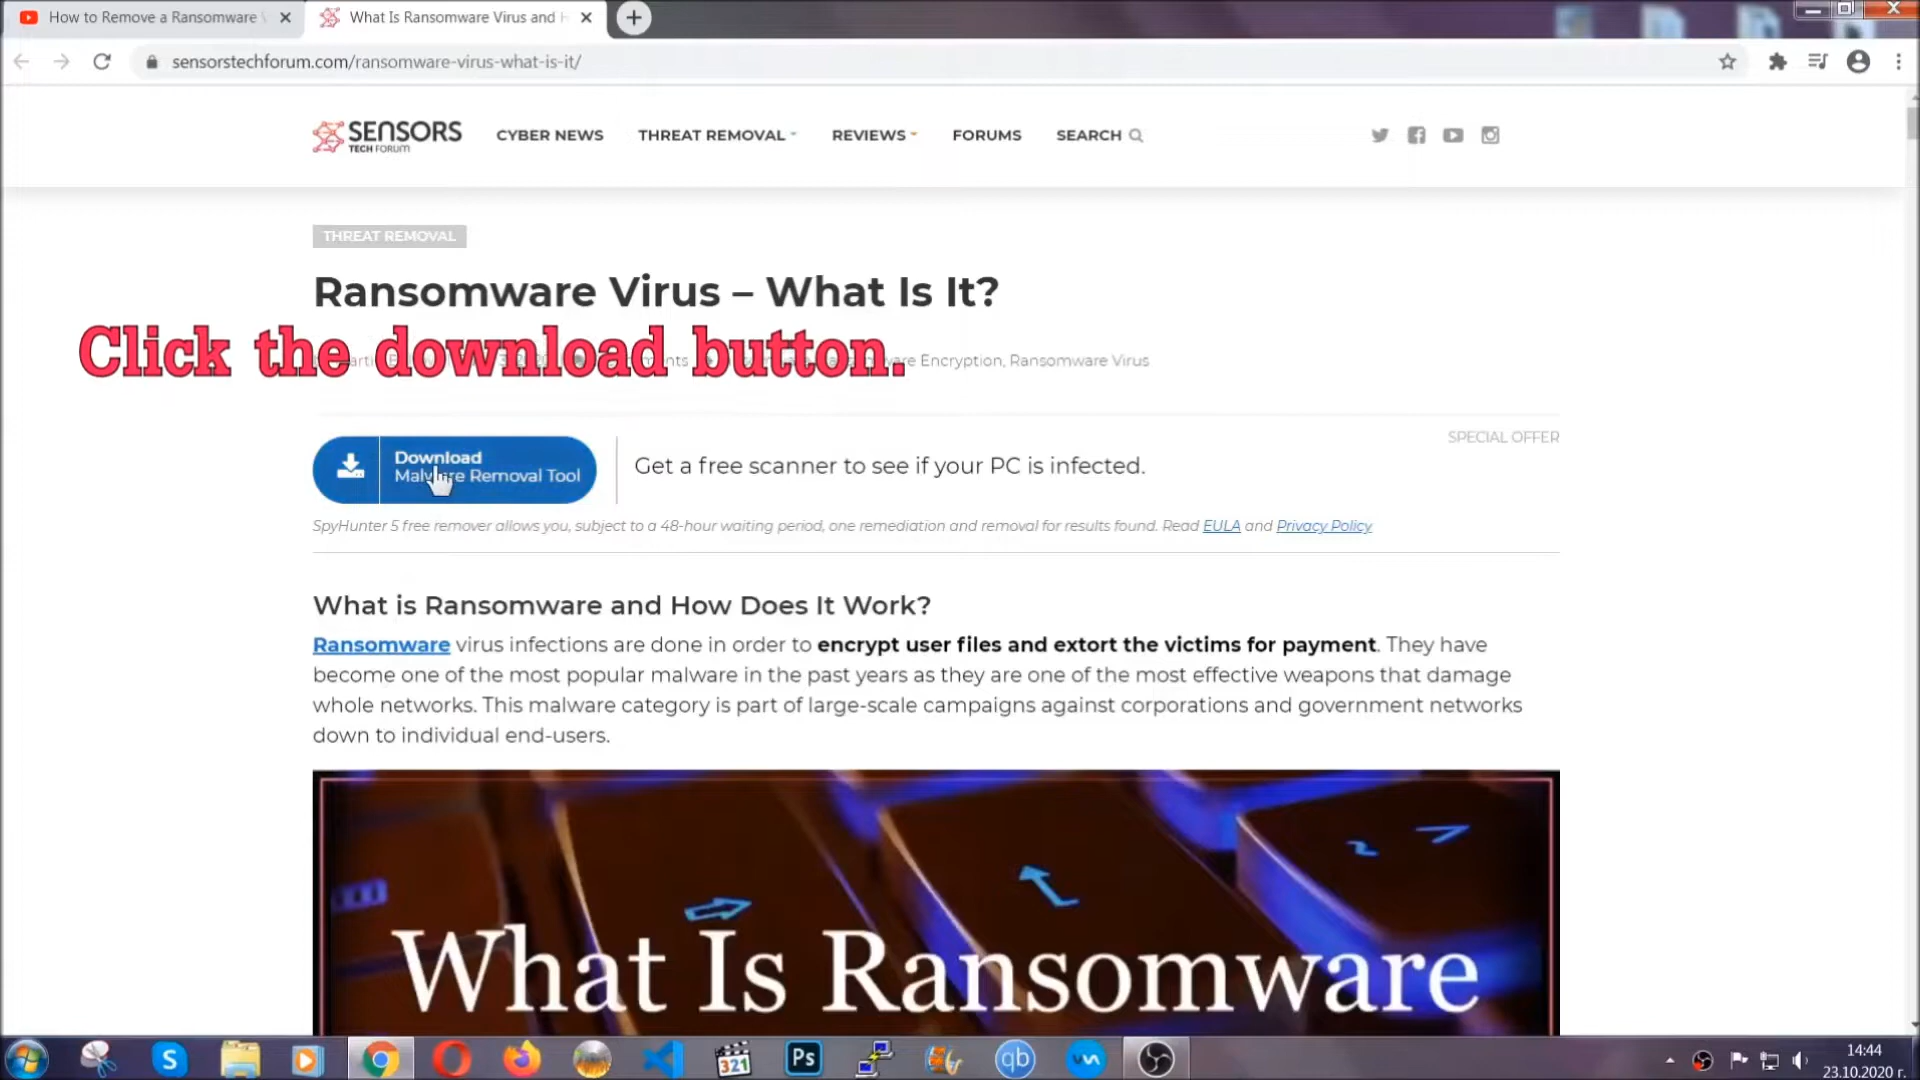 How to Remove a Ransomware
What Is Ransomware Virus and
sensorstechforum.com/ransomware-virus-what-is-it/
SENSORS
TECH FORUM
CYBER NEWS THREAT REMOVAL REVIEWS FORUMS SEARCH
THREAT REMOVAL
Ransomware Virus – What Is It?
Click the download button.
Encryption, Ransomware Virus
SPECIAL OFFER
Download
Malware Removal Tool
Get a free scanner to see if your PC is infected.
SpyHunter 5 free remover allows you, subject to a 48-hour waiting period, one remediation and removal for results found. Read EULA and Privacy Policy
What is Ransomware and How Does It Work?
Ransomware virus infections are done in order to encrypt user files and extort the victims for payment. They have
become one of the most popular malware in the past years as they are one of the most effective weapons that damage
whole networks. This malware category is part of large-scale campaigns against corporations and government networks
down to individual end-users.
What Is Ransomware
S
321
Ps
qb
14:44
23.10.2020 г.